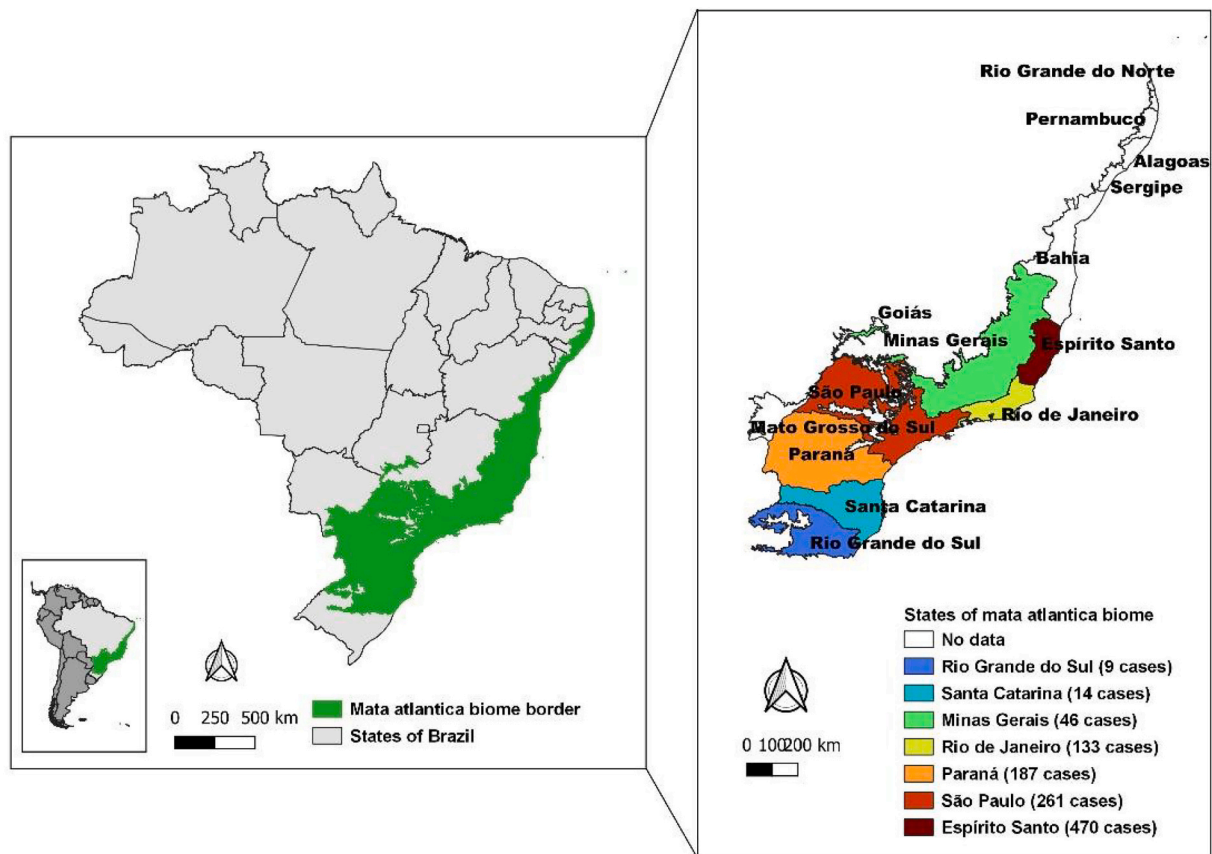 Rio Grande do Norte
Pernambuco
Alagoas
Sergipe
Bahia
Goiás
Minas Gerais
Espírito Santo
São Paulo
Rio de Janeiro
Mato Grosso do Sul
Paraná
Santa Catarina
Rio Grande do Sul
0 250 500 km
Mata atlantica biome border
States of Brazil
0 100200 km
States of mata atlantica biome
No data
Rio Grande do Sul (9 cases)
Santa Catarina (14 cases)
Minas Gerais (46 cases)
Rio de Janeiro (133 cases)
Paraná (187 cases)
São Paulo (261 cases)
Espírito Santo (470 cases)